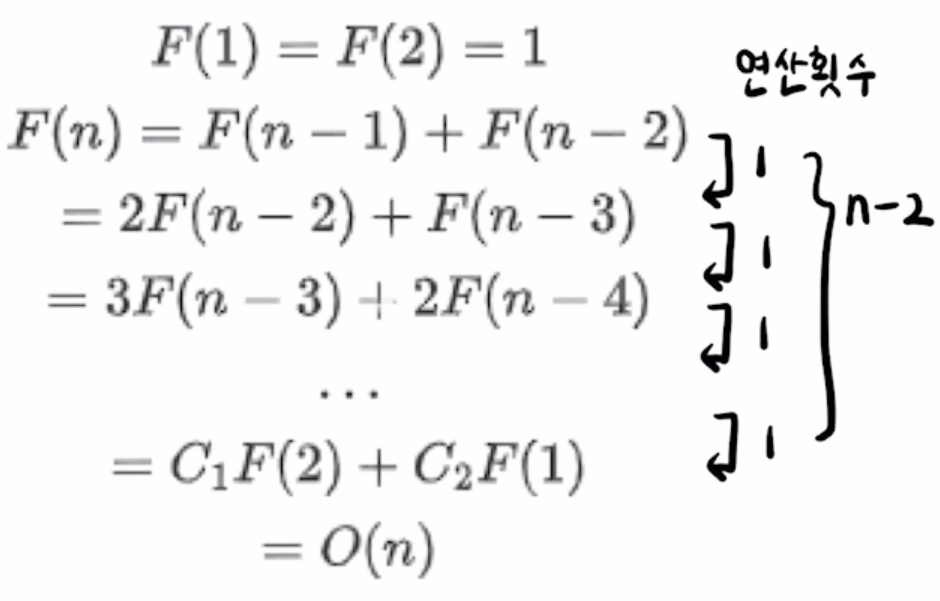 F(1) = F(2) = 1
연산횟수
F(n) = F(n − 1) + F(n − 2)
1
= 2F(n − 2) + F(n − 3)
n-2
1
= 3F(n − 3) + 2F(n − 4)
1
...
= C₁F(2) + C₂F(1)
1
= O(n)